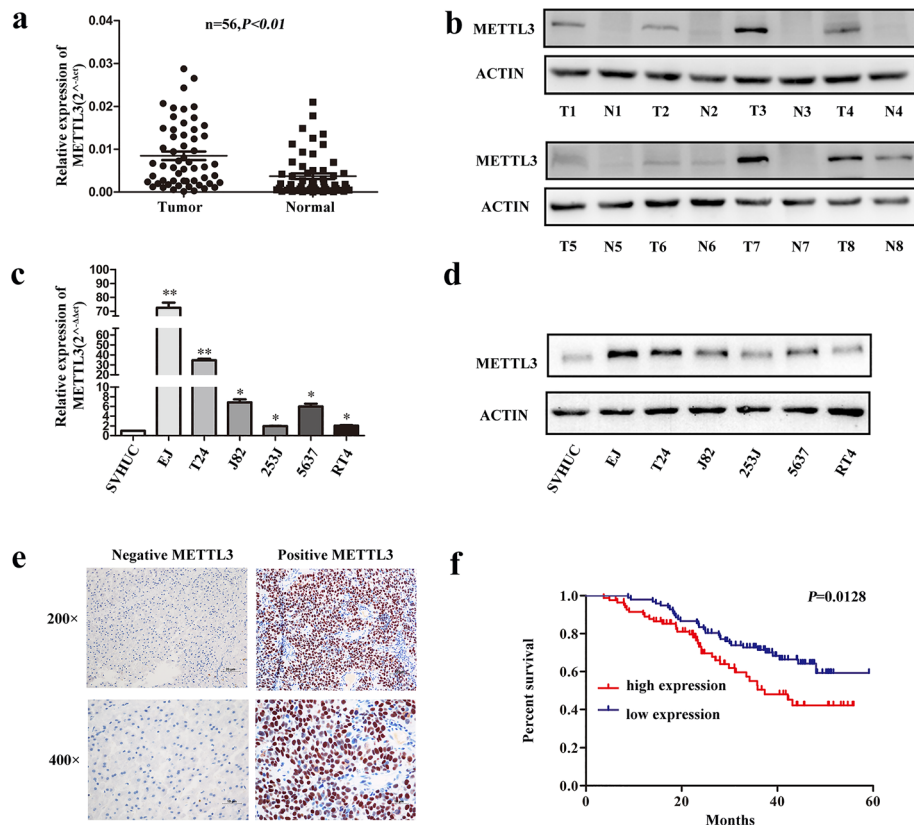 a
n=56,P<0.01
Relative expression of
METTL3(2^-Δct)
0.04
0.03
0.02
0.01
0.00
Tumor Normal
b
METTL3
ACTIN
T1 N1 T2 N2 T3 N3 T4 N4
METTL3
ACTIN
T5 N5 T6 N6 T7 N7 T8 N8
c
Relative expression of
METTL3(2^-ΔΔct)
100
90
80
70
60
50
40
30
20
10
10
8
6
4
2
0
** ** * * * *
SVHUC EJ T24 J82 253J 5637 RT4
d
METTL3
ACTIN
SVHUC EJ T24 J82 253J 5637 RT4
e
Negative METTL3 Positive METTL3
200×
400×
f
P=0.0128
Percent survival
1.0
0.8
0.6
0.4
1.0
0.0
high expression
low expression
0 20 40 60
Months